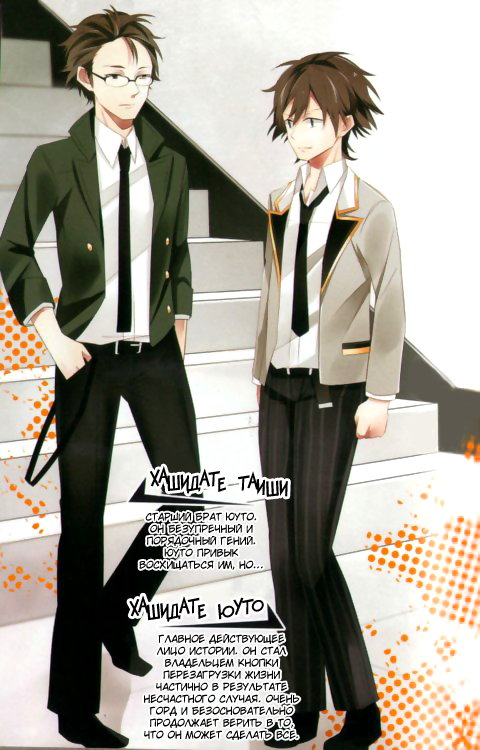 ХАШИДАТЕ ТАИШИ
СТАРШИЙ БРАТ ЮУТО.
ОН БЕЗУПРЕЧНЫЙ И
ПОРЯДОЧНЫЙ ГЕНИЙ.
ЮУТО ПРИВЫК
ВОСХИЩАТЬСЯ ИМ, НО...
ХАШИДАТЕ ЮУТО
ГЛАВНОЕ ДЕЙСТВУЮЩЕЕ
ЛИЦО ИСТОРИИ. ОН СТАЛ
ВЛАДЕЛЬЦЕМ КНОПКИ
ПЕРЕЗАГРУЗКИ ЖИЗНИ
ЧАСТИЧНО В РЕЗУЛЬТАТЕ
НЕСЧАСТНОГО СЛУЧАЯ. ОЧЕНЬ
ГОРД И БЕЗОСНОВАТЕЛЬНО
ПРОДОЛЖАЕТ ВЕРИТЬ В ТО,
ЧТО ОН МОЖЕТ СДЕЛАТЬ ВСЕ.